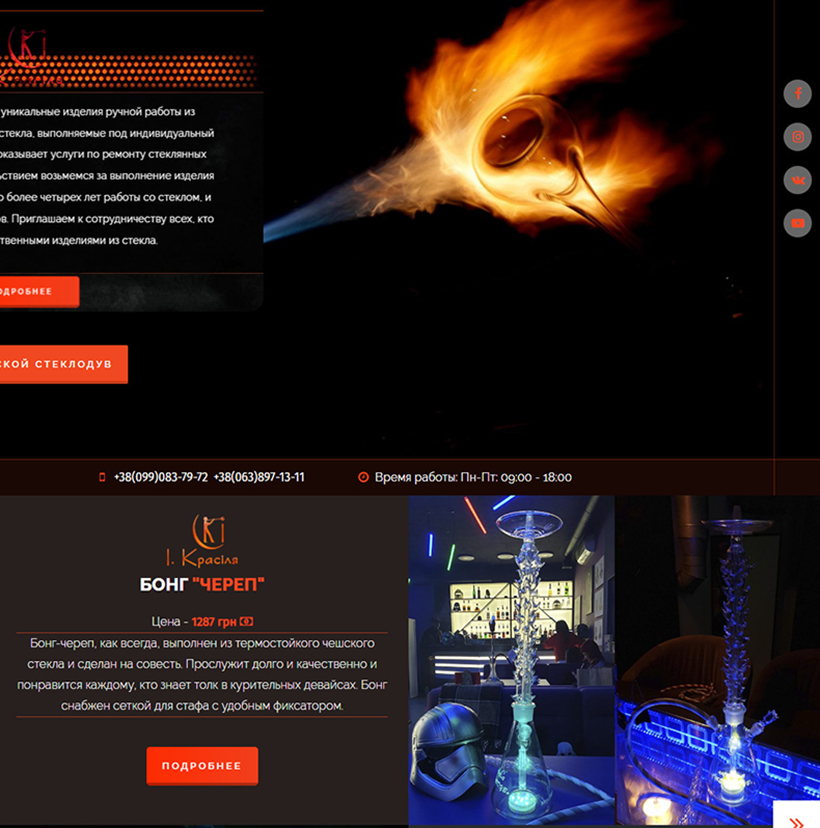 уникальные изделия ручной работы из
стекла, выполняемые под индивидуальный
оказывает услуги по ремонту стеклянных
ьствием возьмемся за выполнение изделия
о более четырех лет работы со стеклом, и
ов. Приглашаем к сотрудничеству всех, кто
твенными изделиями из стекла.
ОДРОБНЕЕ
СКОЙ СТЕКЛОДУВ
+38(099)083-79-72 +38(063)897-13-11
Время работы: Пн-Пт: 09:00 - 18:00
І. Красіля
БОНГ "ЧЕРЕП"
Цена - 1287 грн
Бонг-череп, как всегда, выполнен из термостойкого чешского
стекла и сделан на совесть. Прослужит долго и качественно и
понравится каждому, кто знает толк в курительных девайсах. Бонг
снабжен сеткой для стафа с удобным фиксатором.
ПОДРОБНЕЕ